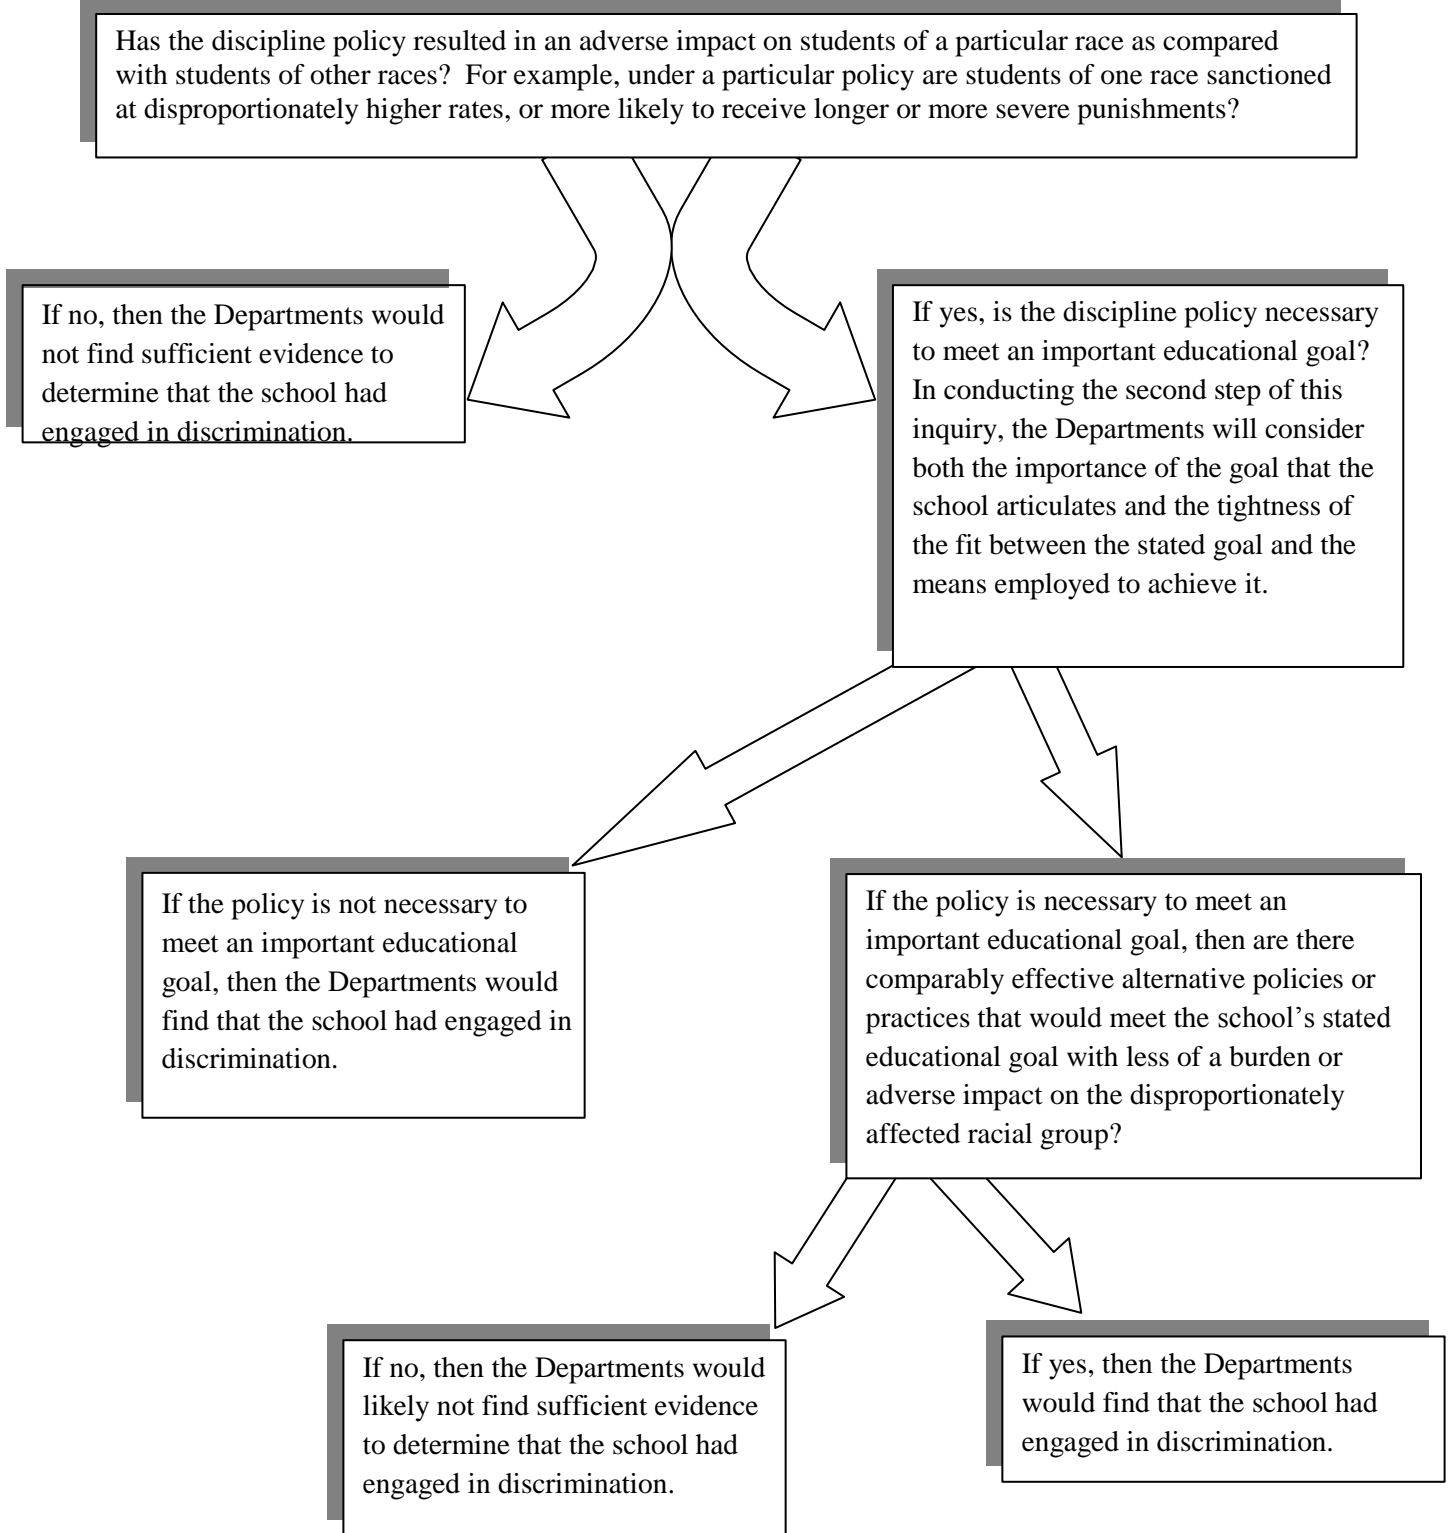 Has the discipline policy resulted in an adverse impact on students of a particular race as compared
with students of other races?  For example, under a particular policy are students of one race sanctioned
at disproportionately higher rates, or more likely to receive longer or more severe punishments?
If no, then the Departments would
not find sufficient evidence to
determine that the school had
engaged in discrimination.
If yes, is the discipline policy necessary
to meet an important educational goal?
In conducting the second step of this
inquiry, the Departments will consider
both the importance of the goal that the
school articulates and the tightness of
the fit between the stated goal and the
means employed to achieve it.
If the policy is not necessary to
meet an important educational
goal, then the Departments would
find that the school had engaged in
discrimination.
If the policy is necessary to meet an
important educational goal, then are there
comparably effective alternative policies or
practices that would meet the school’s stated
educational goal with less of a burden or
adverse impact on the disproportionately
affected racial group?
If no, then the Departments would
likely not find sufficient evidence
to determine that the school had
engaged in discrimination.
If yes, then the Departments
would find that the school had
engaged in discrimination.